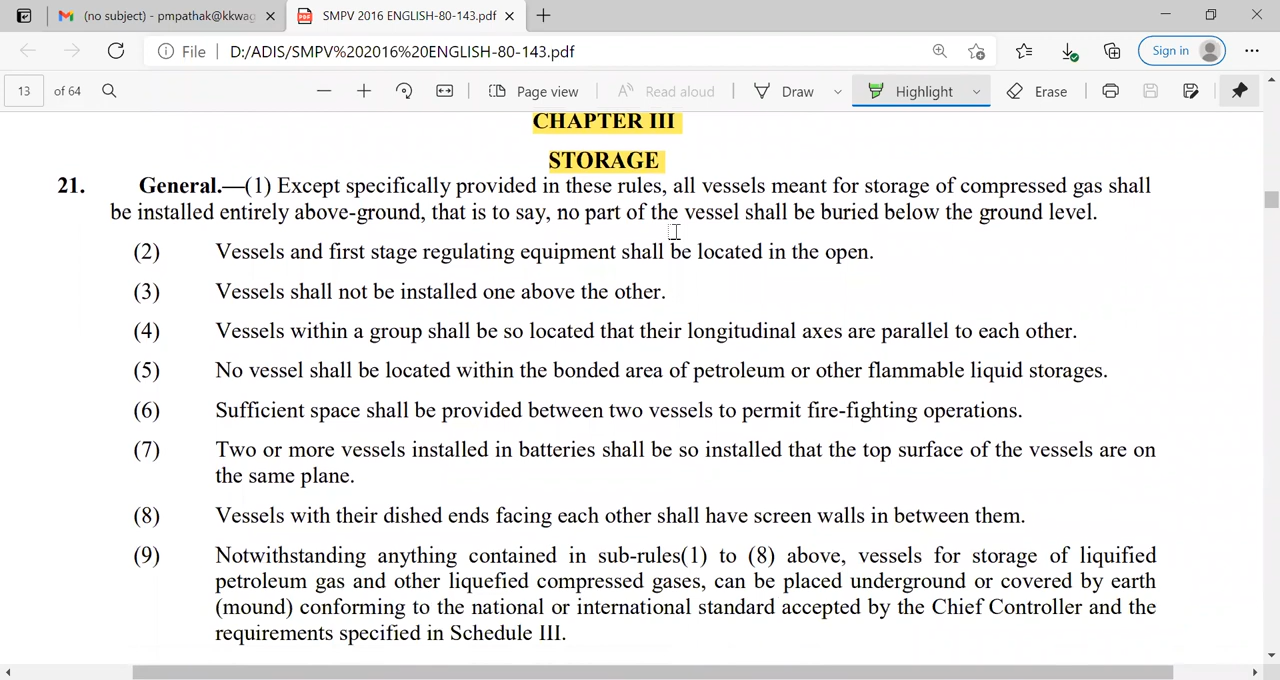 (no subject) - pmpathak@kkwag
SMPV 2016 ENGLISH-80-143.pdf
File
D:/ADIS/SMPV%202016%20ENGLISH-80-143.pdf
Sign in
13 of 64
Page view
Read aloud
Draw
Highlight
Erase
CHAPTER III
STORAGE
21. General.—(1) Except specifically provided in these rules, all vessels meant for storage of compressed gas shall
be installed entirely above-ground, that is to say, no part of the vessel shall be buried below the ground level.
(2) Vessels and first stage regulating equipment shall be located in the open.
(3) Vessels shall not be installed one above the other.
(4) Vessels within a group shall be so located that their longitudinal axes are parallel to each other.
(5) No vessel shall be located within the bonded area of petroleum or other flammable liquid storages.
(6) Sufficient space shall be provided between two vessels to permit fire-fighting operations.
(7) Two or more vessels installed in batteries shall be so installed that the top surface of the vessels are on
the same plane.
(8) Vessels with their dished ends facing each other shall have screen walls in between them.
(9) Notwithstanding anything contained in sub-rules(1) to (8) above, vessels for storage of liquified
petroleum gas and other liquefied compressed gases, can be placed underground or covered by earth
(mound) conforming to the national or international standard accepted by the Chief Controller and the
requirements specified in Schedule III.